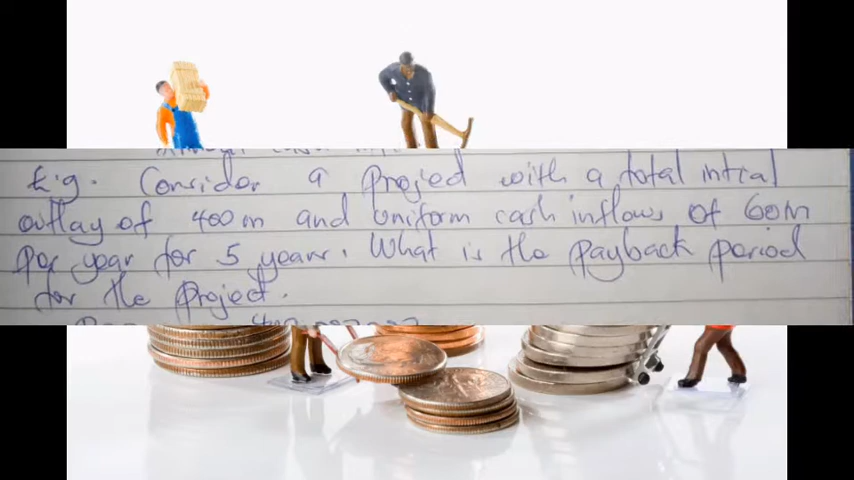 E.g. Consider a Project with a total intial
outlay of 400m and Uniform cash inflows of 60m
Per year for 5 years. What is the payback period
for the Project.